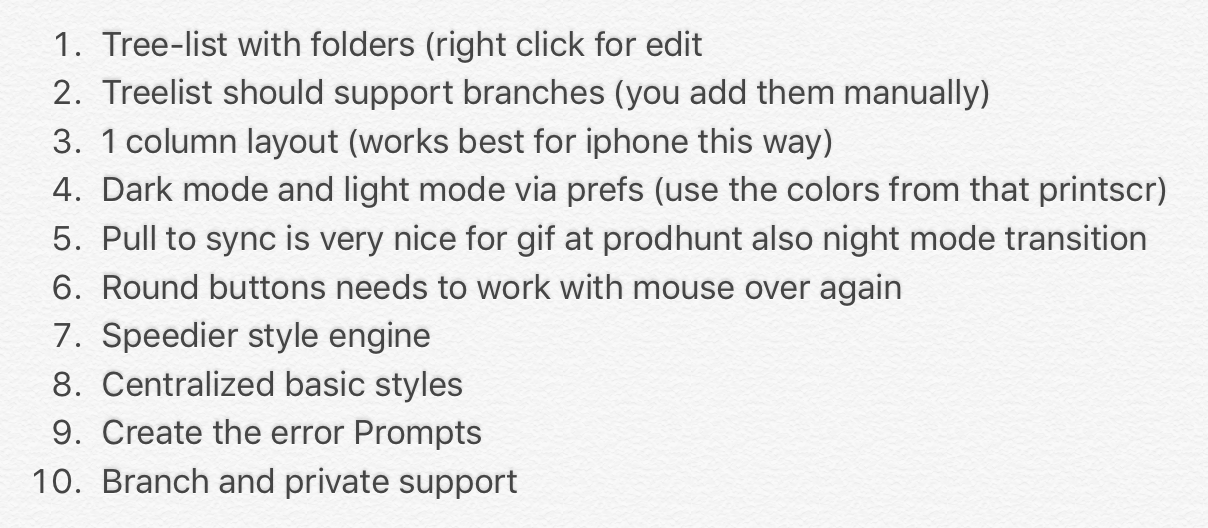 1. Tree-list with folders (right click for edit
2. Treelist should support branches (you add them manually)
3. 1 column layout (works best for iphone this way)
4. Dark mode and light mode via prefs (use the colors from that printscr)
5. Pull to sync is very nice for gif at prodhunt also night mode transition
6. Round buttons needs to work with mouse over again
7. Speedier style engine
8. Centralized basic styles
9. Create the error Prompts
10. Branch and private support